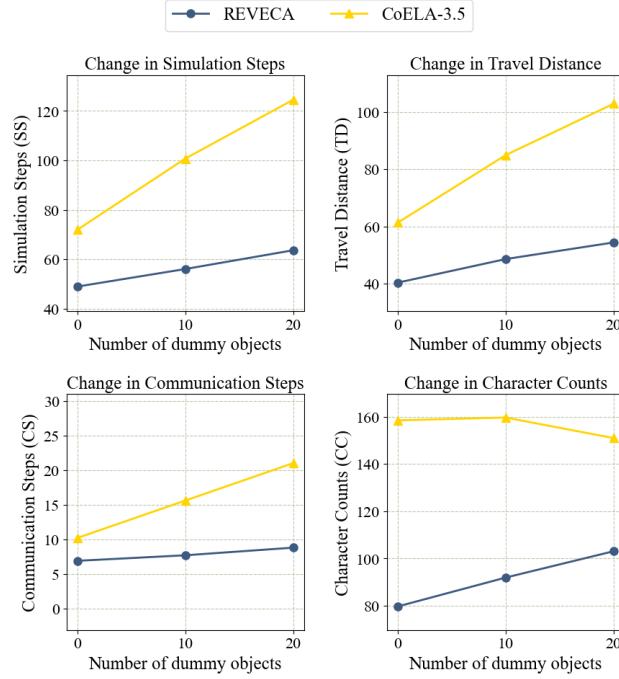 REVECA CoELA-3.5
Change in Simulation Steps
Simulation Steps (SS)
120
100
80
60
40
0 10 20
Number of dummy objects
Change in Travel Distance
Travel Distance (TD)
100
80
60
40
0 10 20
Number of dummy objects
Change in Communication Steps
Communication Steps (CS)
30
25
20
15
10
5
0
0 10 20
Number of dummy objects
Change in Character Counts
Character Counts (CC)
160
140
120
100
80
0 10 20
Number of dummy objects